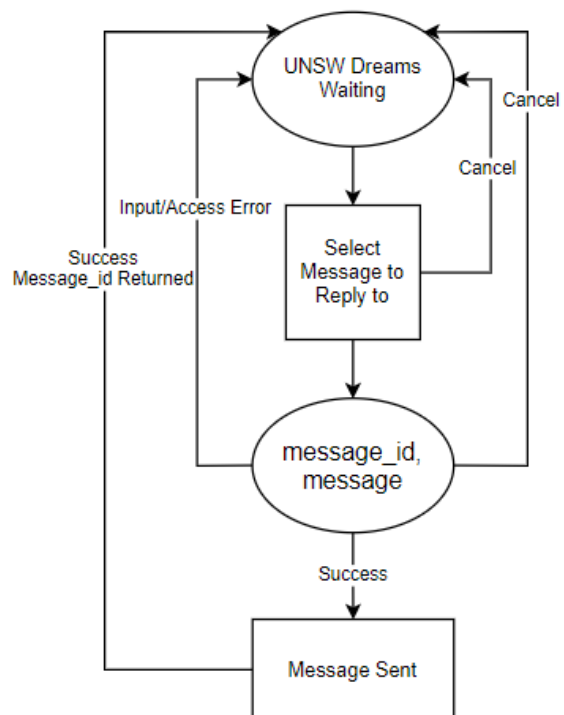 UNSW Dreams
Waiting
Cancel
Cancel
Input/Access Error
Select
Message to
Reply to
Success
Message_id Returned
message_id,
message
Success
Message Sent